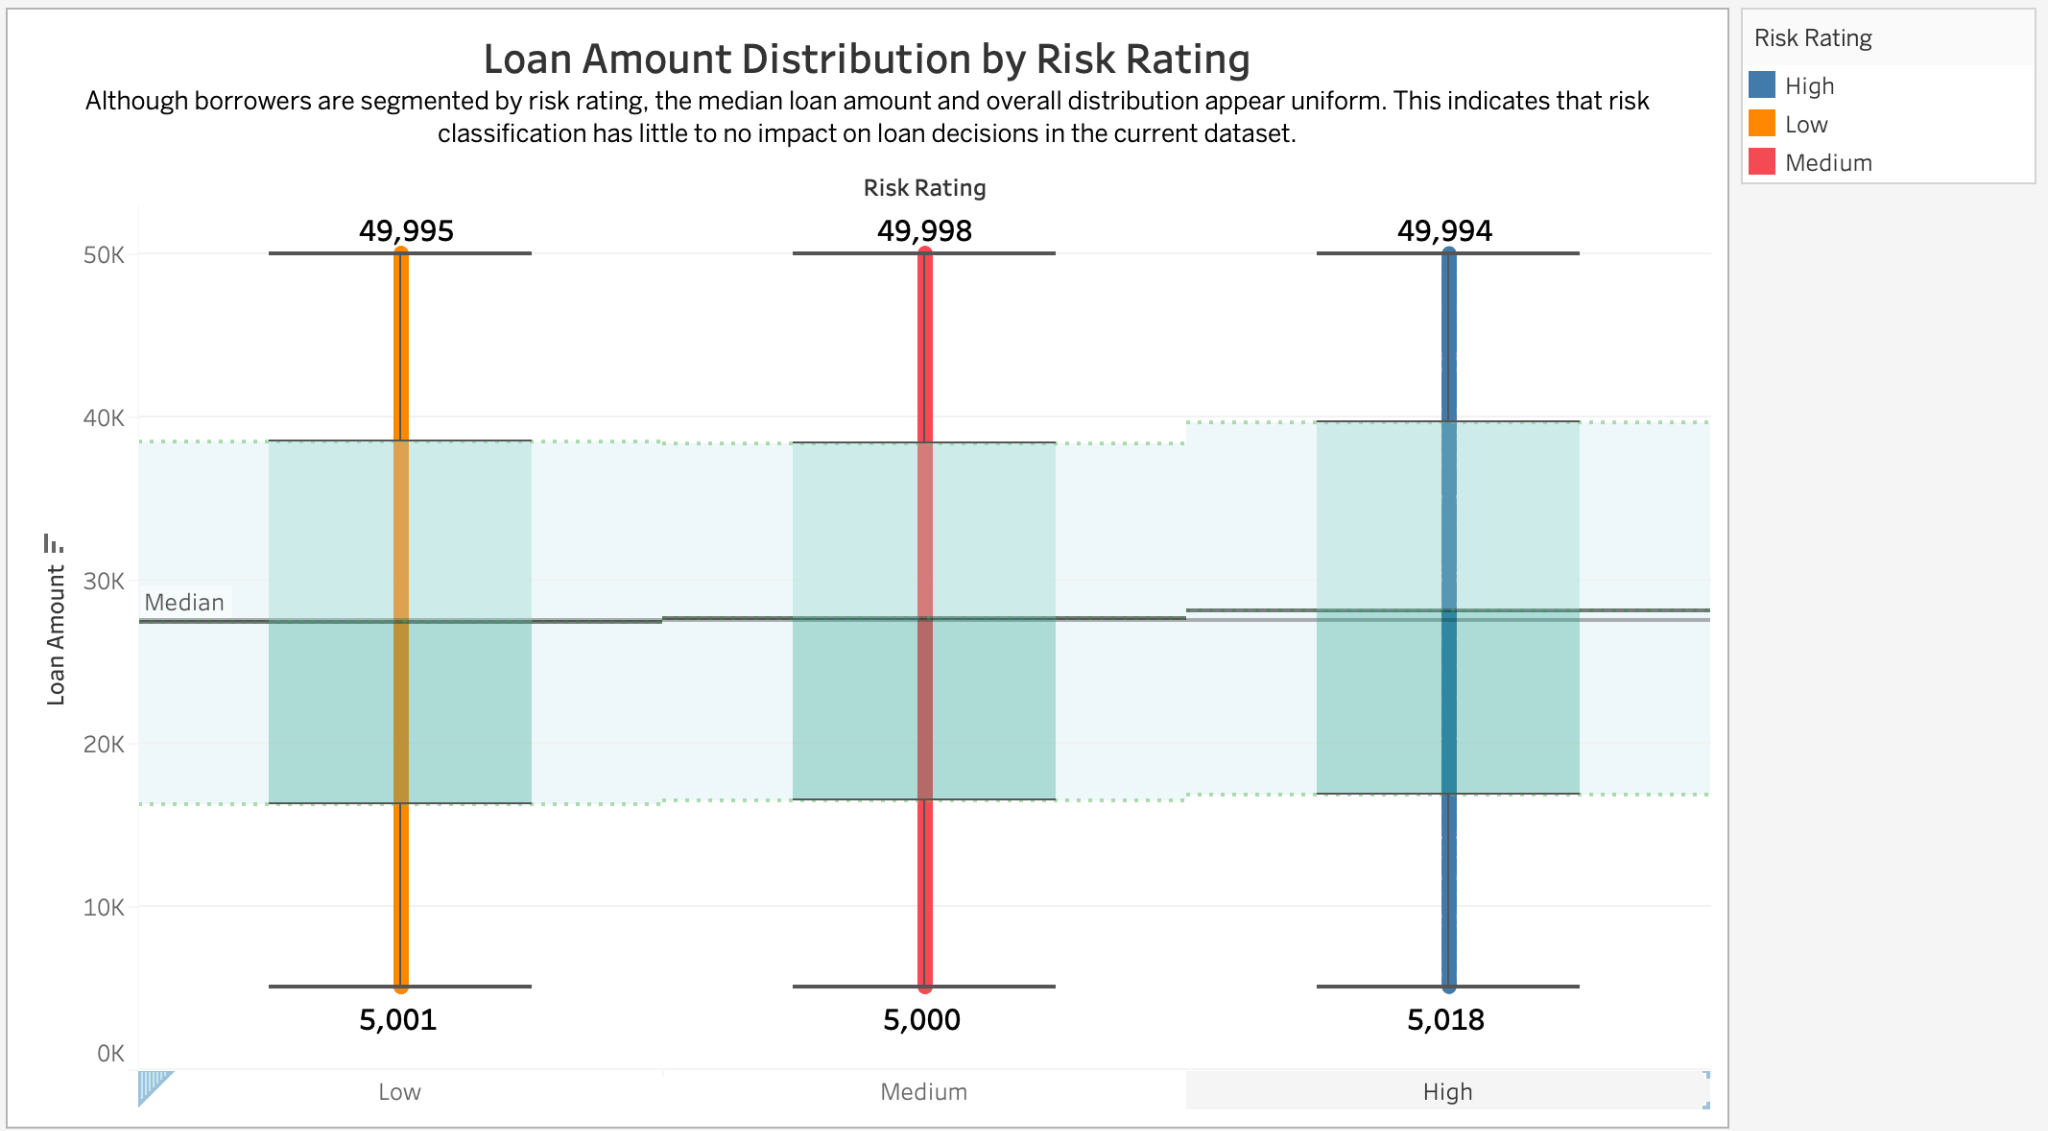 Loan Amount Distribution by Risk Rating
Although borrowers are segmented by risk rating, the median loan amount and overall distribution appear uniform. This indicates that risk
classification has little to no impact on loan decisions in the current dataset.
Risk Rating
High
Low
Medium
Risk Rating
49,995
49,998
49,994
50K
40K
30K
20K
10K
0K
Loan Amount
Median
5,001
5,000
5,018
Low
Medium
High